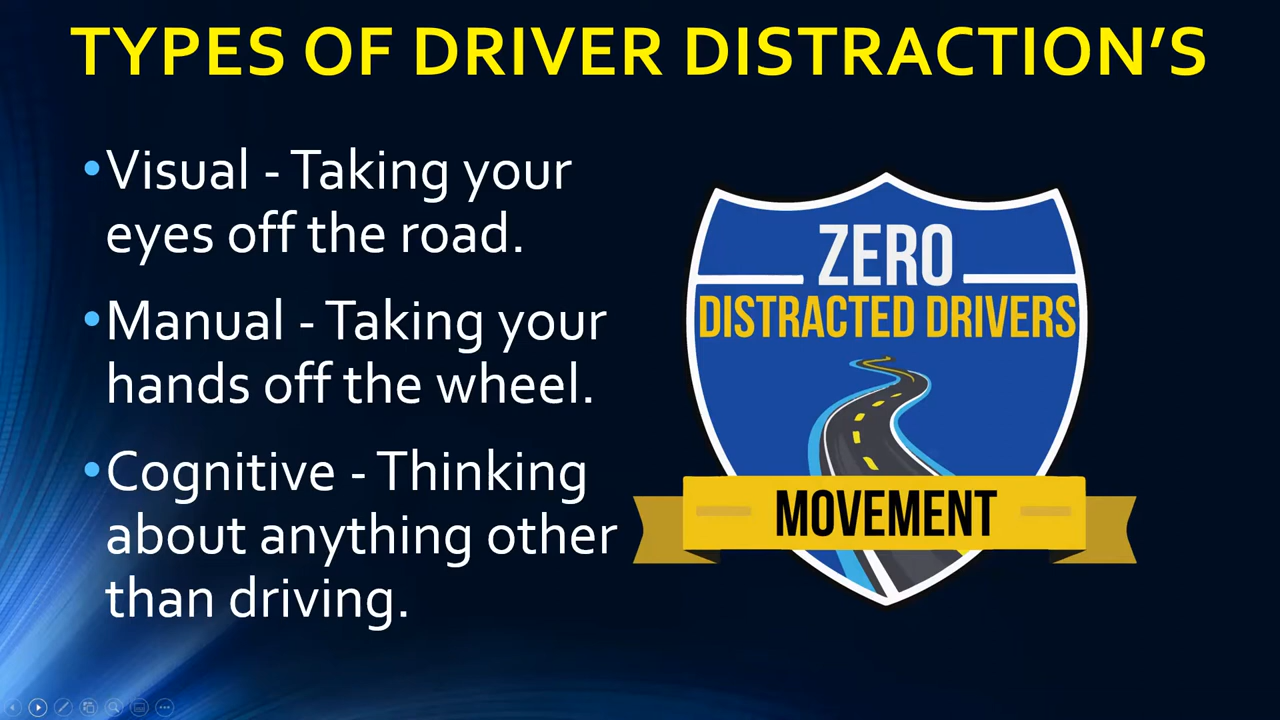 TYPES OF DRIVER DISTRACTION’S
•Visual - Taking your
eyes off the road.
•Manual - Taking your
hands off the wheel.
•Cognitive - Thinking
about anything other
than driving.
ZERO
DISTRACTED DRIVERS
MOVEMENT